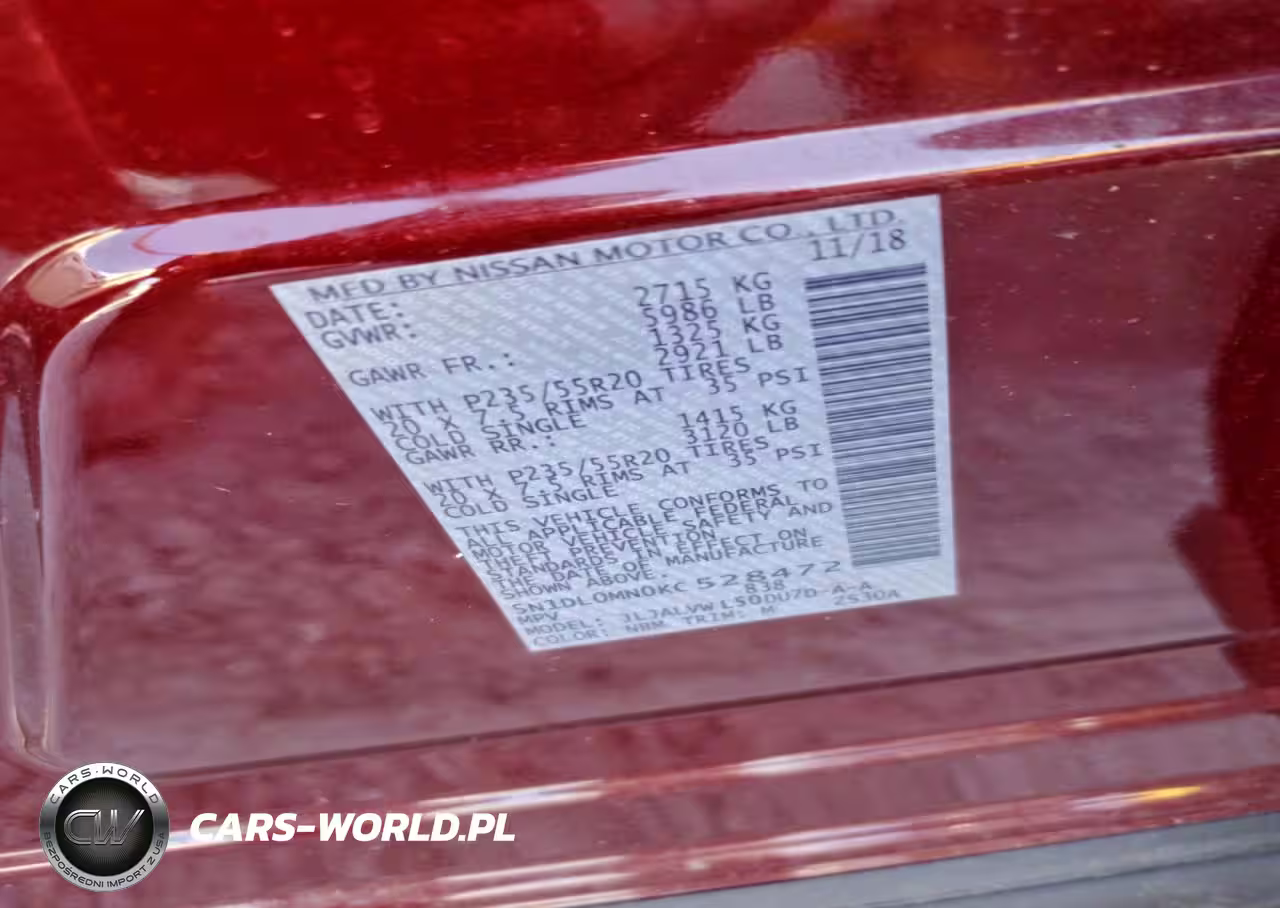 MFD BY NISSAN MOTOR CO., LTD.
DATE: 11/18
GVWR: 2715 KG
5986 LB
GAWR FR.: 1325 KG
2921 LB
WITH P235/55R20 TIRES
20 X 7.5 RIMS AT 35 PSI
COLD SINGLE
GAWR RR.: 1415 KG
3120 LB
WITH P235/55R20 TIRES
20 X 7.5 RIMS AT 35 PSI
COLD SINGLE
THIS VEHICLE CONFORMS TO
ALL APPLICABLE FEDERAL
MOTOR VEHICLE SAFETY AND
THEFT PREVENTION
STANDARDS IN EFFECT ON
THE DATE OF MANUFACTURE
SHOWN ABOVE.
5N1DL0MN0KC528472
MPV 838
MODEL: JLJALVWL50DU7D-A-A
COLOR: NBM TRIM: M 2530A
CARS-WORLD
CW
BEZPOŚREDNI IMPORT Z USA
CARS-WORLD.PL